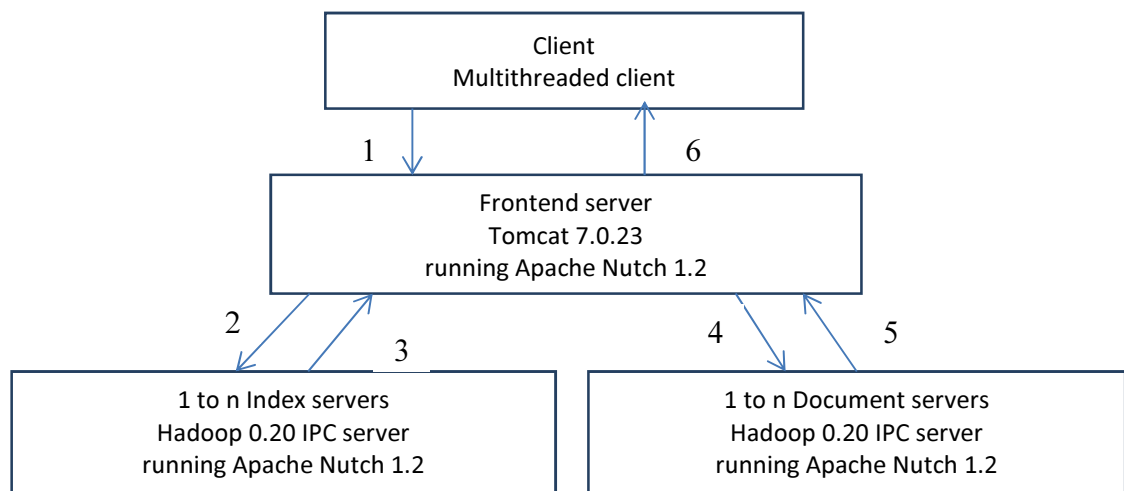 Client
Multithreaded client
1
6
Frontend server
Tomcat 7.0.23
running Apache Nutch 1.2
2
3
4
5
1 to n Index servers
Hadoop 0.20 IPC server
running Apache Nutch 1.2
1 to n Document servers
Hadoop 0.20 IPC server
running Apache Nutch 1.2